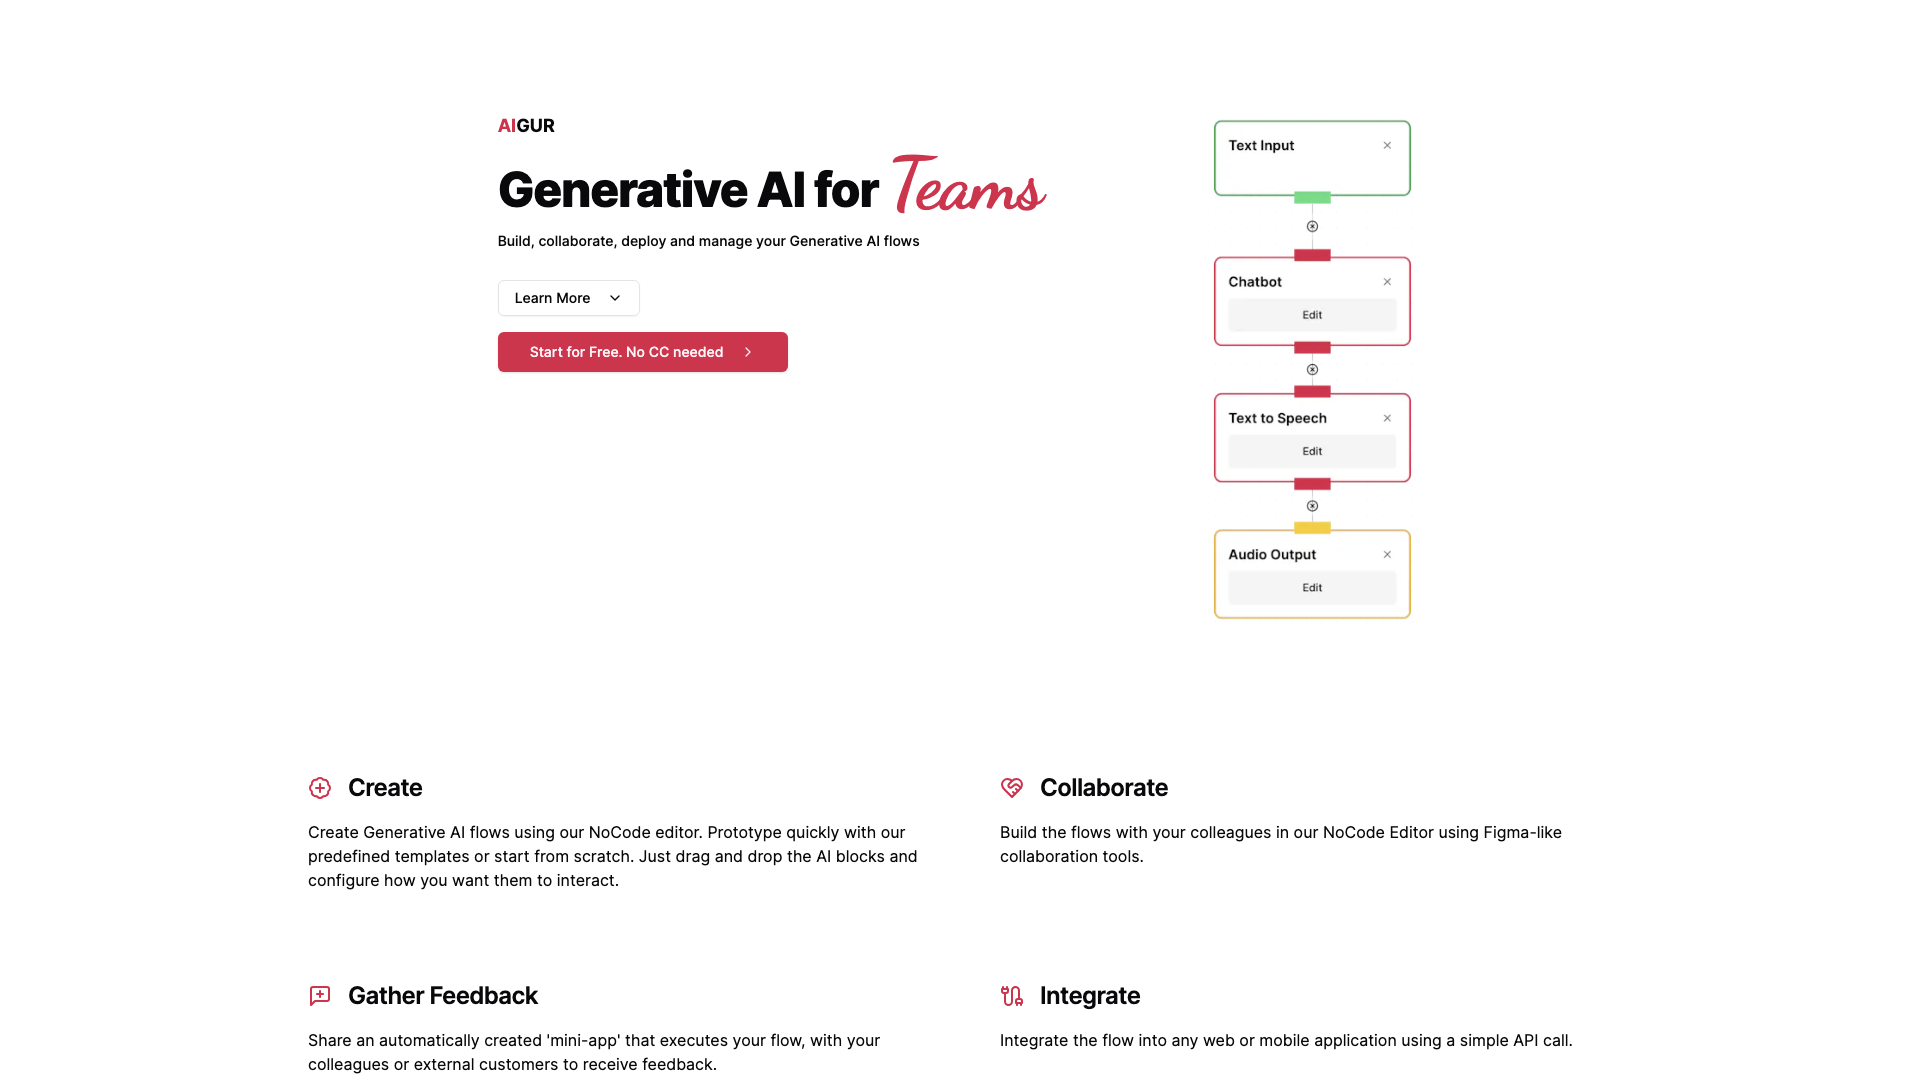 AIGUR
Generative AI for Teams
Build, collaborate, deploy and manage your Generative AI flows
Learn More
Start for Free. No CC needed
Text Input
Chatbot
Edit
Text to Speech
Edit
Audio Output
Edit
Create
Create Generative AI flows using our NoCode editor. Prototype quickly with our
predefined templates or start from scratch. Just drag and drop the AI blocks and
configure how you want them to interact.
Collaborate
Build the flows with your colleagues in our NoCode Editor using Figma-like
collaboration tools.
Gather Feedback
Share an automatically created 'mini-app' that executes your flow, with your
colleagues or external customers to receive feedback.
Integrate
Integrate the flow into any web or mobile application using a simple API call.